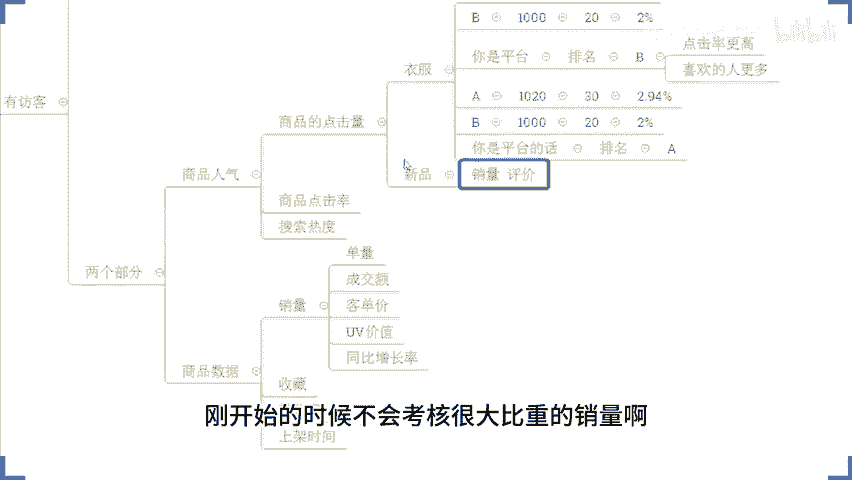 B 1000 20 2%
bilibili
点击率更高
你是平台 排名 B
喜欢的人更多
衣服
A 1020 30 2.94%
有访客
商品的点击量
B 1000 20 2%
你是平台的话 排名 A
商品人气
新品
销量 评价
商品点击率
搜索热度
单量
两个部分
成交额
销量
客单价
UV价值
同比增长率
商品数据
收藏
刚开始的时候不会考核很大比重的销量啊
上架时间